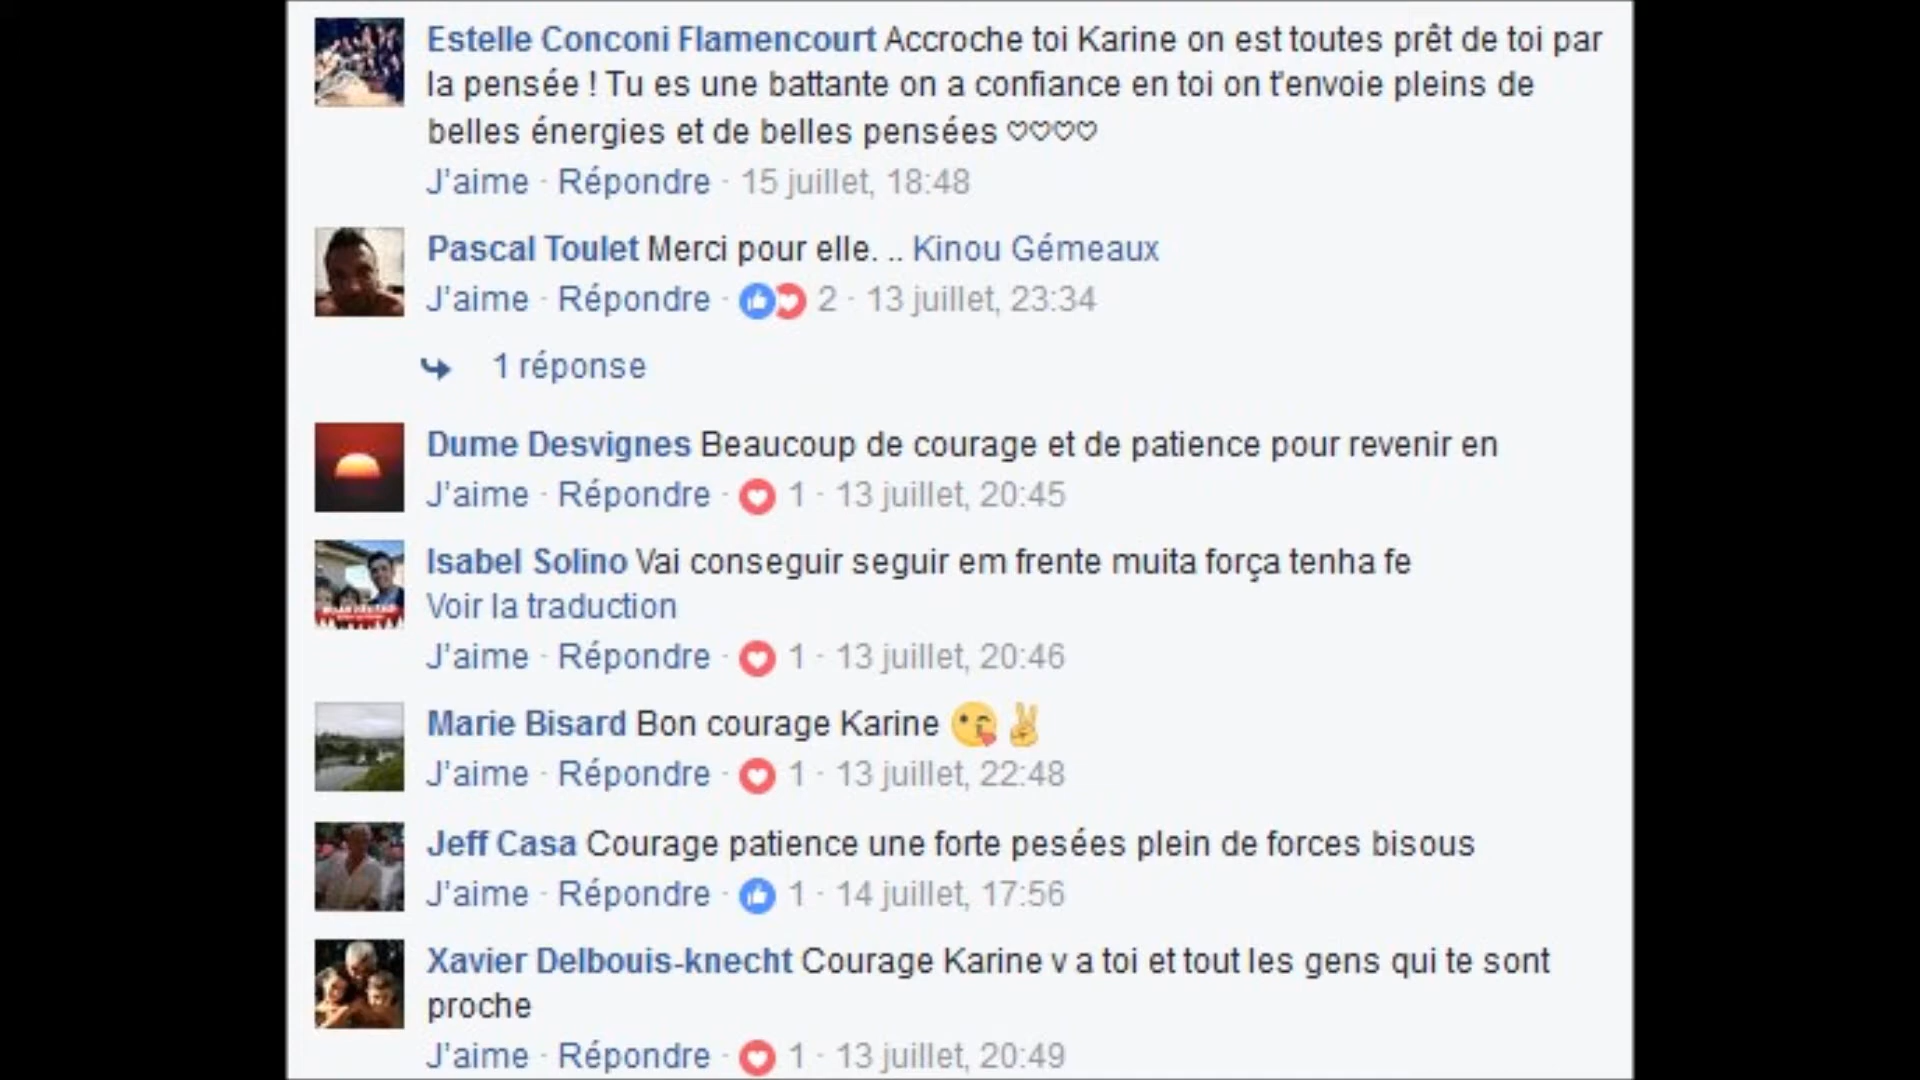 Estelle Conconi Flamencourt Accroche toi Karine on est toutes prêt de toi par
la pensée ! Tu es une battante on a confiance en toi on t'envoie pleins de
belles énergies et de belles pensées ♡♡♡♡
J'aime · Répondre · 15 juillet, 18:48
Pascal Toulet Merci pour elle. .. Kinou Gémeaux
J'aime · Répondre · 2 · 13 juillet, 23:34
1 réponse
Dume Desvignes Beaucoup de courage et de patience pour revenir en
J'aime · Répondre · 1 · 13 juillet, 20:45
Isabel Solino Vai conseguir seguir em frente muita força tenha fe
Voir la traduction
J'aime · Répondre · 1 · 13 juillet, 20:46
Marie Bisard Bon courage Karine 😘✌
J'aime · Répondre · 1 · 13 juillet, 22:48
Jeff Casa Courage patience une forte pesées plein de forces bisous
J'aime · Répondre · 1 · 14 juillet, 17:56
Xavier Delbouis-knecht Courage Karine v a toi et tout les gens qui te sont
proche
J'aime · Répondre · 1 · 13 juillet, 20:49